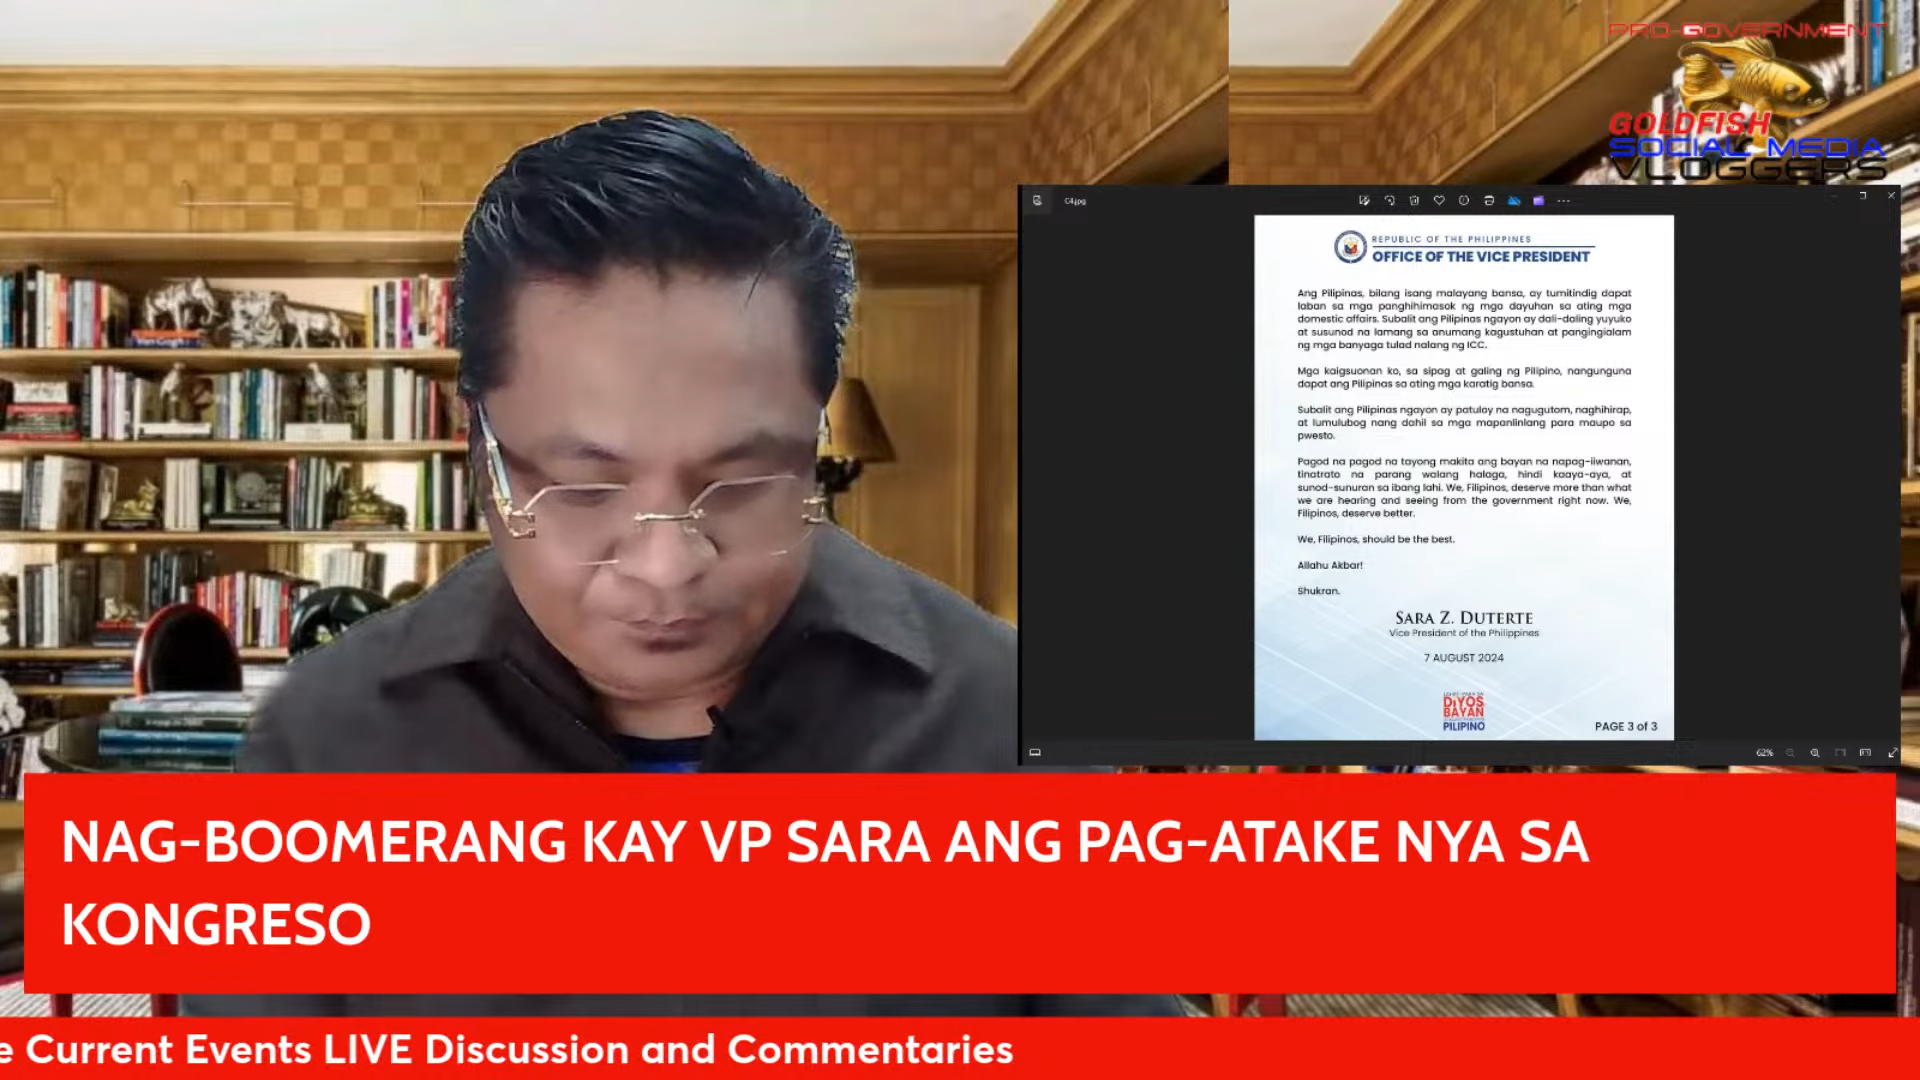 PRO-GOVERNMENT
GOLDFISH
SOCIAL MEDIA
VLOGGERS
C4.jpg
REPUBLIC OF THE PHILIPPINES
OFFICE OF THE VICE PRESIDENT
Ang Pilipinas, bilang isang malayang bansa, ay tumitindig dapat
laban sa mga panghihimasok ng mga dayuhan sa ating mga
domestic affairs. Subalit ang Pilipinas ngayon ay dali-daling yuyuko
at susunod na lamang sa anumang kagustuhan at pangingialam
ng mga banyaga tulad nalang ng ICC.
Mga kaigsuonan ko, sa sipag at galing ng Pilipino, nangunguna
dapat ang Pilipinas sa ating mga karatig bansa.
Subalit ang Pilipinas ngayon ay patuloy na nagugutom, naghihirap,
at lumulubog nang dahil sa mga mapanlinlang para maupo sa
pwesto.
Pagod na pagod na tayong makita ang bayan na napag-iiwanan,
tinatrato na parang walang halaga, hindi kaaya-aya, at
sunod-sunuran sa ibang lahi. We, Filipinos, deserve more than what
we are hearing and seeing from the government right now. We,
Filipinos, deserve better.
We, Filipinos, should be the best.
Allahu Akbar!
Shukran.
SARA Z. DUTERTE
Vice President of the Philippines
7 AUGUST 2024
DIYOS
BAYAN
PILIPINO
PAGE 3 of 3
62%
NAG-BOOMERANG KAY VP SARA ANG PAG-ATAKE NYA SA
KONGRESO
e Current Events LIVE Discussion and Commentaries